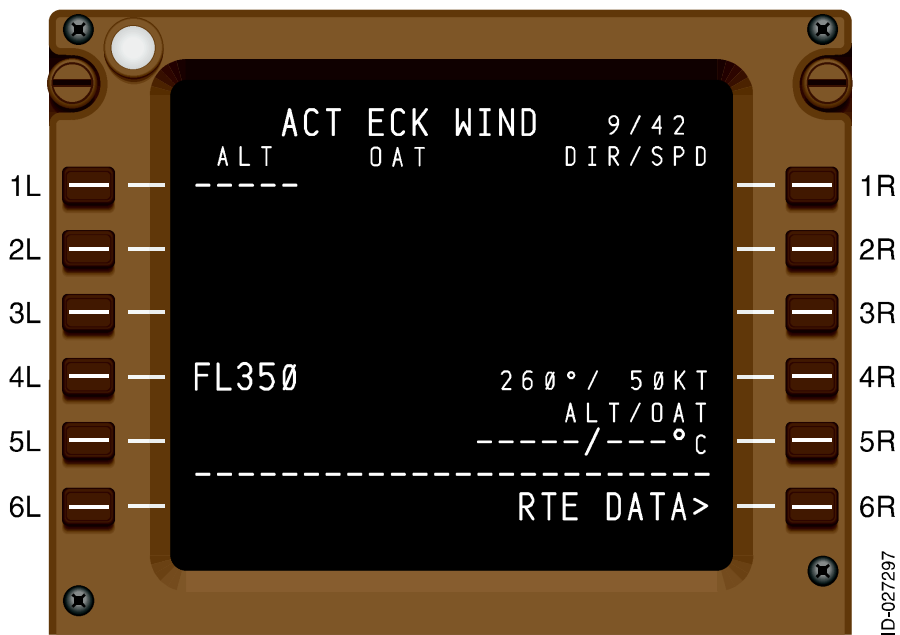 ACT ECK WIND 9/42
ALT OAT DIR/SPD
1L ----- 1R
2L 2R
3L 3R
4L FL350 260°/ 50KT 4R
ALT/OAT
5L -----/---°C 5R
---------------------------
6L RTE DATA> 6R
ID-027297